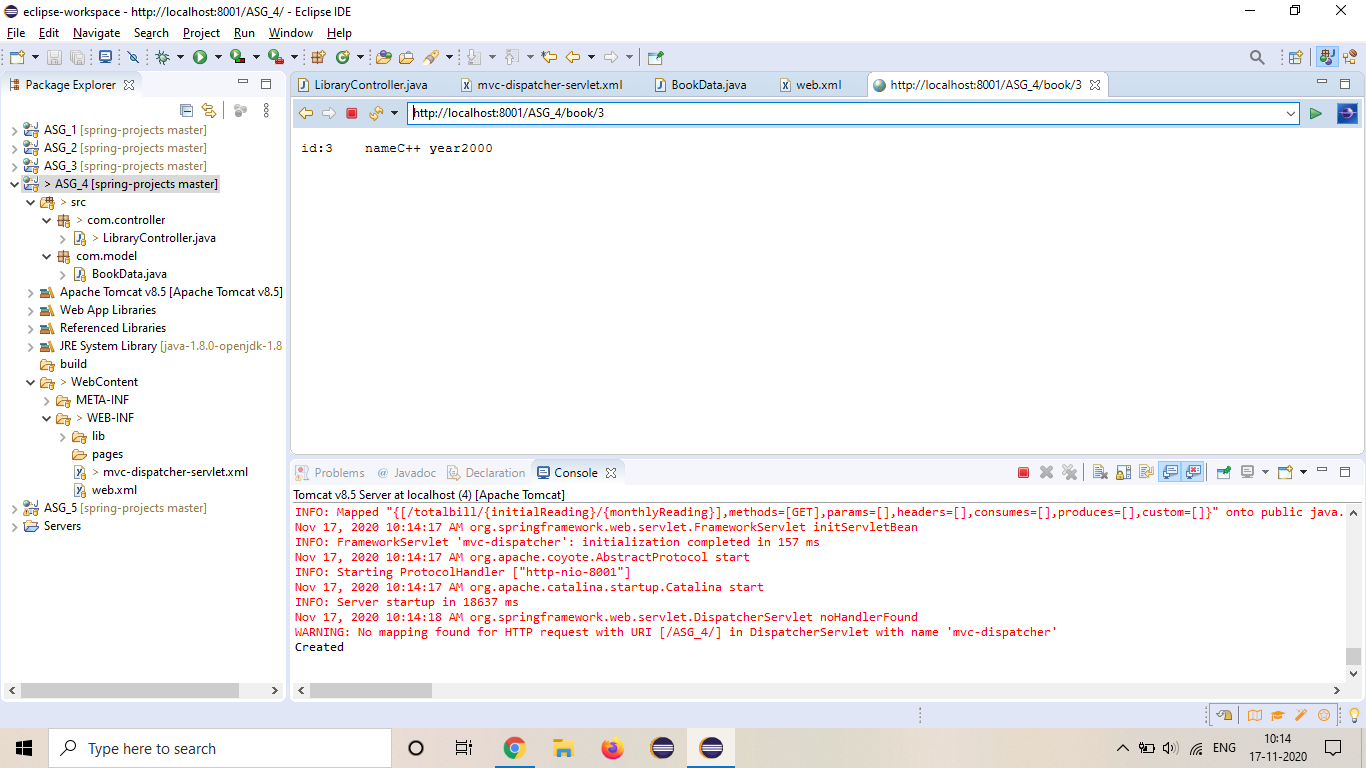 eclipse-workspace - http://localhost:8001/ASG_4/ - Eclipse IDE
File Edit Navigate Search Project Run Window Help
Package Explorer
LibraryController.java mvc-dispatcher-servlet.xml BookData.java web.xml http://localhost:8001/ASG_4/book/3
http://localhost:8001/ASG_4/book/3
ASG_1 [spring-projects master]
ASG_2 [spring-projects master]
ASG_3 [spring-projects master]
> ASG_4 [spring-projects master]
> src
> com.controller
> LibraryController.java
com.model
BookData.java
Apache Tomcat v8.5 [Apache Tomcat v8.5]
Web App Libraries
Referenced Libraries
JRE System Library [java-1.8.0-openjdk-1.8
build
> WebContent
META-INF
> WEB-INF
lib
pages
> mvc-dispatcher-servlet.xml
web.xml
ASG_5 [spring-projects master]
Servers
id:3 nameC++ year2000
Problems @ Javadoc Declaration Console
Tomcat v8.5 Server at localhost (4) [Apache Tomcat]
INFO: Mapped "{[/totalbill/{initialReading}/{monthlyReading}],methods=[GET],params=[],headers=[],consumes=[],produces=[],custom=[]}" onto public java.
Nov 17, 2020 10:14:17 AM org.springframework.web.servlet.FrameworkServlet initServletBean
INFO: FrameworkServlet 'mvc-dispatcher': initialization completed in 157 ms
Nov 17, 2020 10:14:17 AM org.apache.coyote.AbstractProtocol start
INFO: Starting ProtocolHandler ["http-nio-8001"]
Nov 17, 2020 10:14:17 AM org.apache.catalina.startup.Catalina start
INFO: Server startup in 18637 ms
Nov 17, 2020 10:14:18 AM org.springframework.web.servlet.DispatcherServlet noHandlerFound
WARNING: No mapping found for HTTP request with URI [/ASG_4/] in DispatcherServlet with name 'mvc-dispatcher'
Created
Type here to search
ENG
10:14
17-11-2020